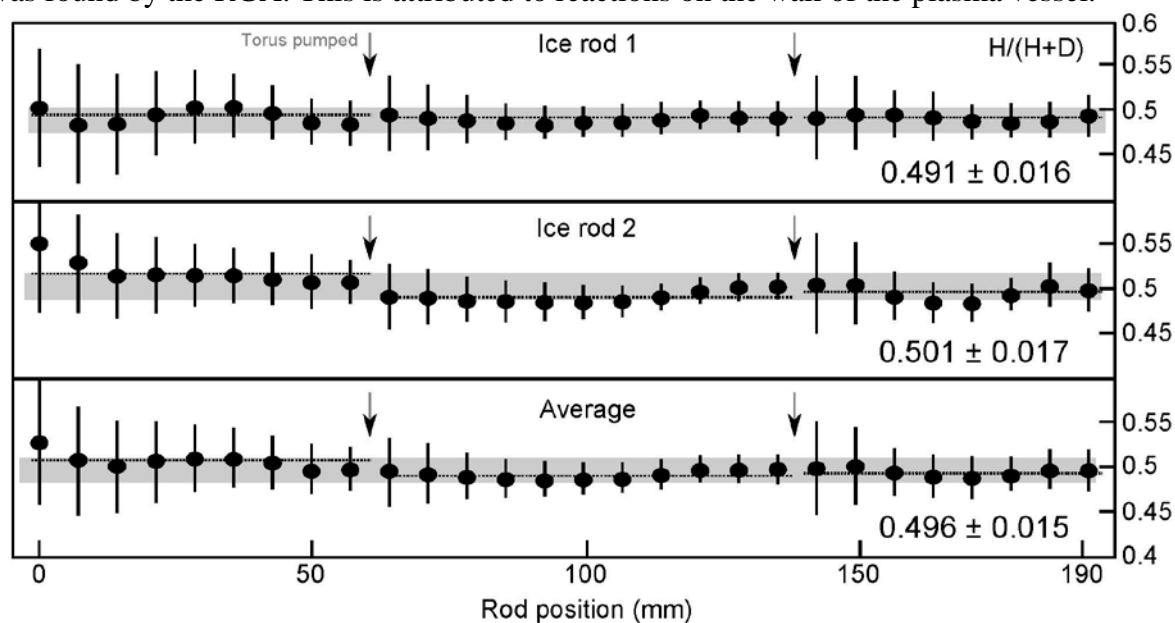 was found by the RGA. This is attributed to reactions on the wall of the plasma vessel.
Torus pumped
Ice rod 1
H/(H+D)
0.6
0.55
0.5
0.45
0.491 ± 0.016
Ice rod 2
0.55
0.5
0.45
0.501 ± 0.017
Average
0.55
0.5
0.45
0.4
0.496 ± 0.015
0
50
100
150
190
Rod position (mm)